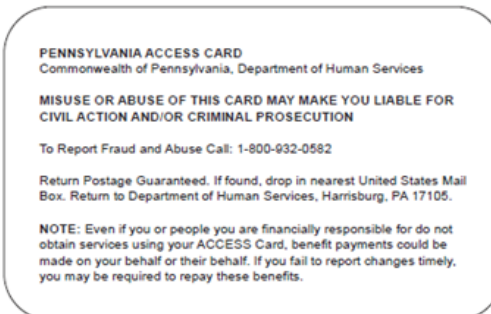 PENNSYLVANIA ACCESS CARD
Commonwealth of Pennsylvania, Department of Human Services
MISUSE OR ABUSE OF THIS CARD MAY MAKE YOU LIABLE FOR
CIVIL ACTION AND/OR CRIMINAL PROSECUTION
To Report Fraud and Abuse Call: 1-800-932-0582
Return Postage Guaranteed. If found, drop in nearest United States Mail
Box. Return to Department of Human Services, Harrisburg, PA 17105.
NOTE: Even if you or people you are financially responsible for do not
obtain services using your ACCESS Card, benefit payments could be
made on your behalf or their behalf. If you fail to report changes timely,
you may be required to repay these benefits.